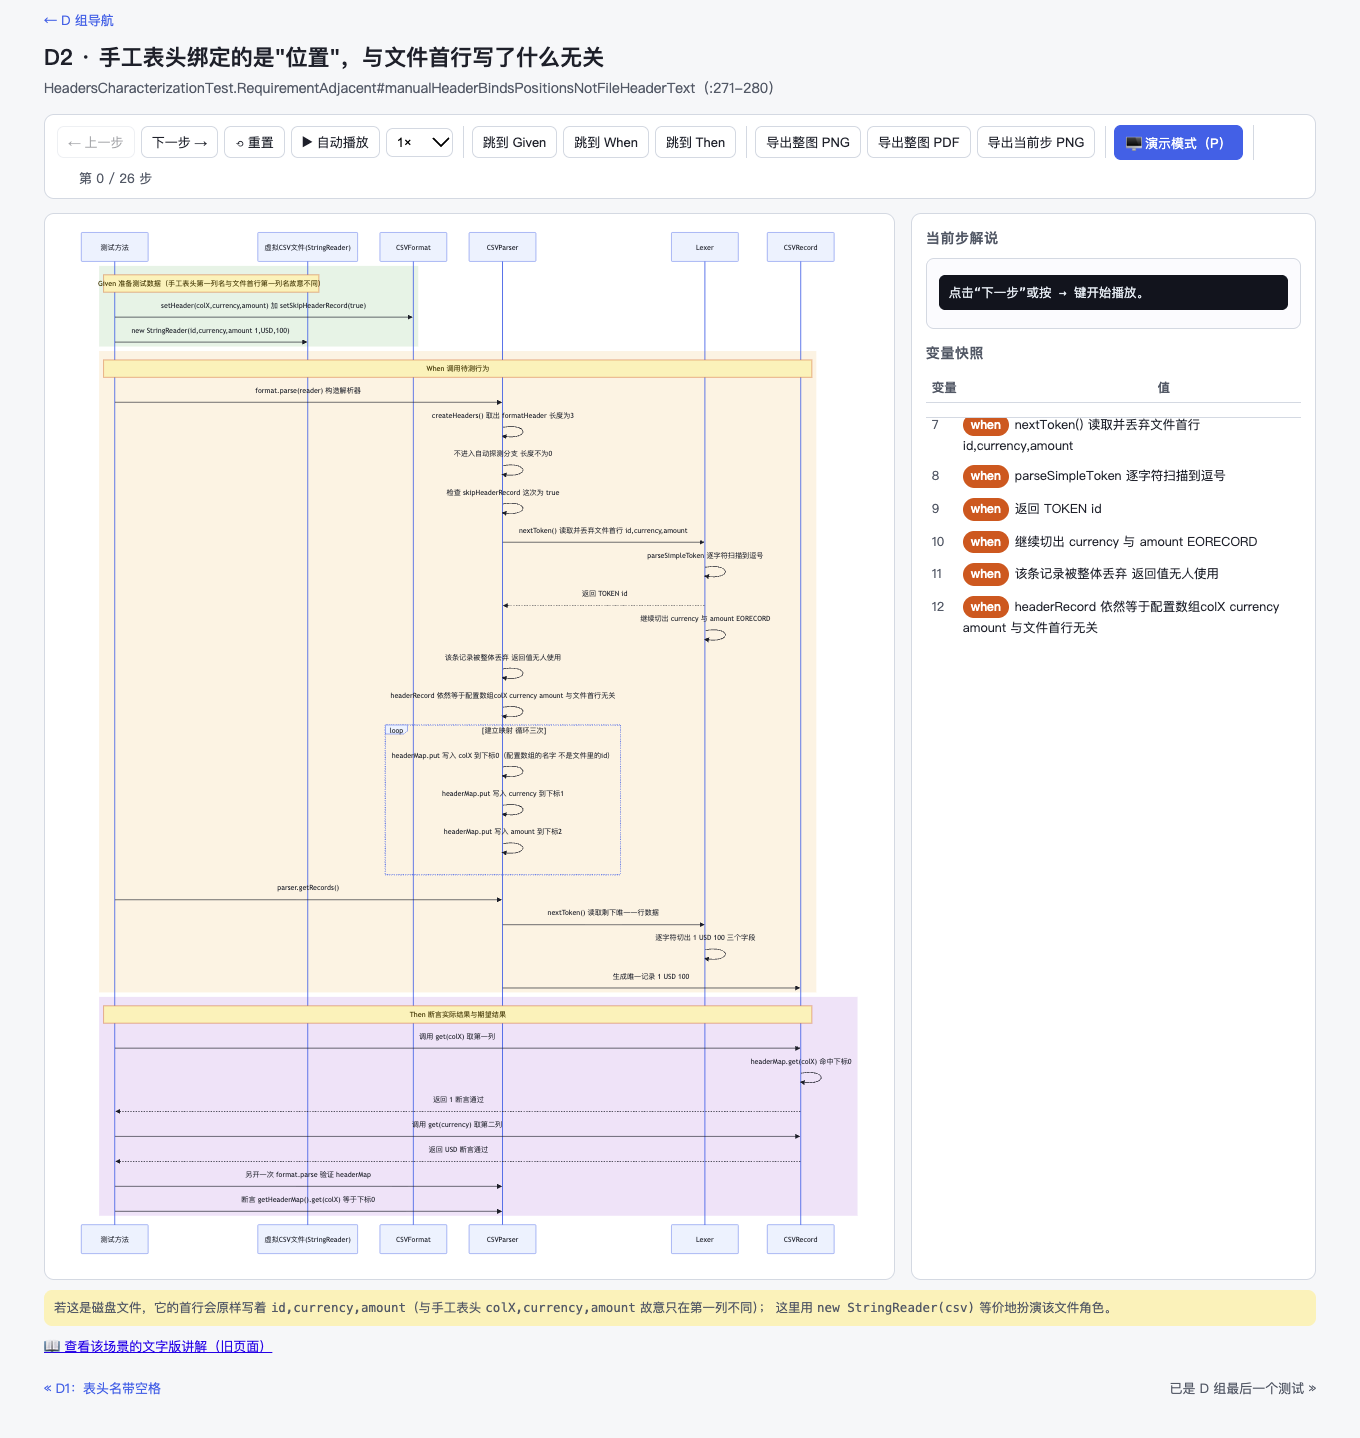 ← D 组导航
D2 · 手工表头绑定的是"位置"，与文件首行写了什么无关
HeadersCharacterizationTest.RequirementAdjacent#manualHeaderBindsPositionsNotFileHeaderText（:271–280）
← 上一步
下一步 →
⟲ 重置
▶ 自动播放
1×
跳到 Given
跳到 When
跳到 Then
导出整图 PNG
导出整图 PDF
导出当前步 PNG
🖥️ 演示模式（P）
第 0 / 26 步
测试方法
虚拟CSV文件(StringReader)
CSVFormat
CSVParser
Lexer
CSVRecord
Given 准备测试数据（手工表头第一列名与文件首行第一列名故意不同）
setHeader(colX,currency,amount) 加 setSkipHeaderRecord(true)
new StringReader(id,currency,amount 1,USD,100)
When 调用待测行为
format.parse(reader) 构造解析器
createHeaders() 取出 formatHeader 长度为3
不进入自动探测分支 长度不为0
检查 skipHeaderRecord 这次为 true
nextToken() 读取并丢弃文件首行 id,currency,amount
parseSimpleToken 逐字符扫描到逗号
返回 TOKEN id
继续切出 currency 与 amount EORECORD
该条记录被整体丢弃 返回值无人使用
headerRecord 依然等于配置数组colX currency amount 与文件首行无关
loop
[建立映射 循环三次]
headerMap.put 写入 colX 到下标0（配置数组的名字 不是文件里的id）
headerMap.put 写入 currency 到下标1
headerMap.put 写入 amount 到下标2
parser.getRecords()
nextToken() 读取剩下唯一一行数据
逐字符切出 1 USD 100 三个字段
生成唯一记录 1 USD 100
Then 断言实际结果与期望结果
调用 get(colX) 取第一列
headerMap.get(colX) 命中下标0
返回 1 断言通过
调用 get(currency) 取第二列
返回 USD 断言通过
另开一次 format.parse 验证 headerMap
断言 getHeaderMap().get(colX) 等于下标0
测试方法
虚拟CSV文件(StringReader)
CSVFormat
CSVParser
Lexer
CSVRecord
当前步解说
点击“下一步”或按 → 键开始播放。
变量快照
变量 值
7 when nextToken() 读取并丢弃文件首行
id,currency,amount
8 when parseSimpleToken 逐字符扫描到逗号
9 when 返回 TOKEN id
10 when 继续切出 currency 与 amount EORECORD
11 when 该条记录被整体丢弃 返回值无人使用
12 when headerRecord 依然等于配置数组colX currency
amount 与文件首行无关
若这是磁盘文件，它的首行会原样写着 id,currency,amount（与手工表头 colX,currency,amount 故意只在第一列不同）； 这里用 new StringReader(csv) 等价地扮演该文件角色。
📖 查看该场景的文字版讲解（旧页面）
« D1：表头名带空格
已是 D 组最后一个测试 »